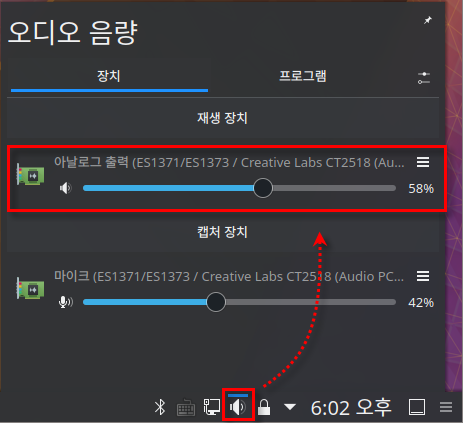 오디오 음량
장치 프로그램
재생 장치
아날로그 출력 (ES1371/ES1373 / Creative Labs CT2518 (Au...
58%
캡처 장치
마이크 (ES1371/ES1373 / Creative Labs CT2518 (Audio PC...
42%
6:02 오후